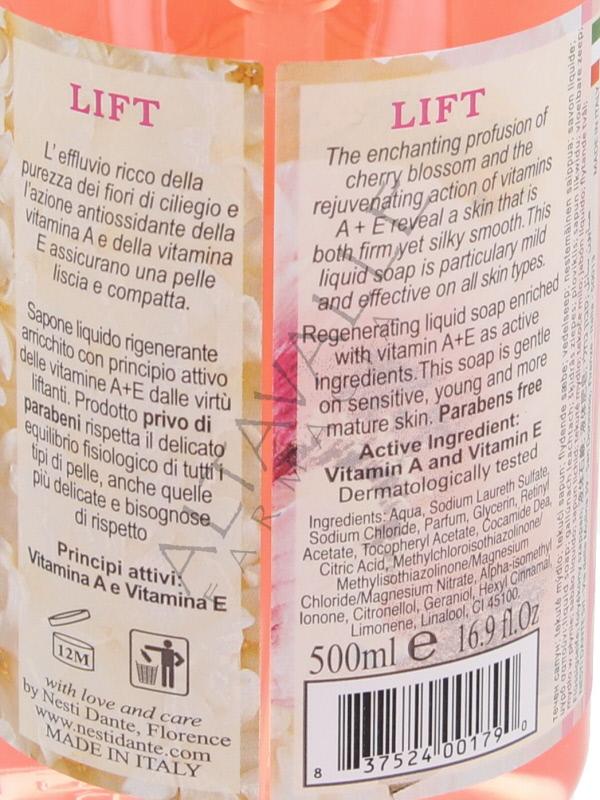 LIFT
L' effluvio ricco della
purezza dei fiori di ciliegio e
l'azione antiossidante della
vitamina A e della vitamina
E assicurano una pelle
liscia e compatta.
Sapone liquido rigenerante
arricchito con principio attivo
delle vitamine A+E dalle virtù
liftanti. Prodotto privo di
parabeni rispetta il delicato
equilibrio fisiologico di tutti i
tipi di pelle, anche quelle
più delicate e bisognose
di rispetto
Principi attivi:
Vitamina A e Vitamina E
12M
with love and care
by Nesti Dante, Florence
www.nestidante.com
MADE IN ITALY
LIFT
The enchanting profusion of
cherry blossom and the
rejuvenating action of vitamins
A + E reveal a skin that is
both firm yet silky smooth.This
liquid soap is particulary mild
and effective on all skin types.
Regenerating liquid soap enriched
with vitamin A+E as active
ingredients.This soap is gentle
on sensitive, young and more
mature skin. Parabens free
Active Ingredient:
Vitamin A and Vitamin E
Dermatologically tested
Ingredients: Aqua, Sodium Laureth Sulfate,
Sodium Chloride, Parfum, Glycerin, Retinyl
Acetate, Tocopheryl Acetate, Cocamide Dea,
Citric Acid, Methylchloroisothiazolinone/
Methylisothiazolinone/Magnesium
Chloride/Magnesium Nitrate, Alpha-isomethyl
Ionone, Citronellol, Geraniol, Hexyl Cinnamal,
Limonene, Linalool, CI 45100.
500ml e 16.9 fl.Oz
8 37524 00179 0
ALTAVALLE
FARMACIA
MADE IN ITALY